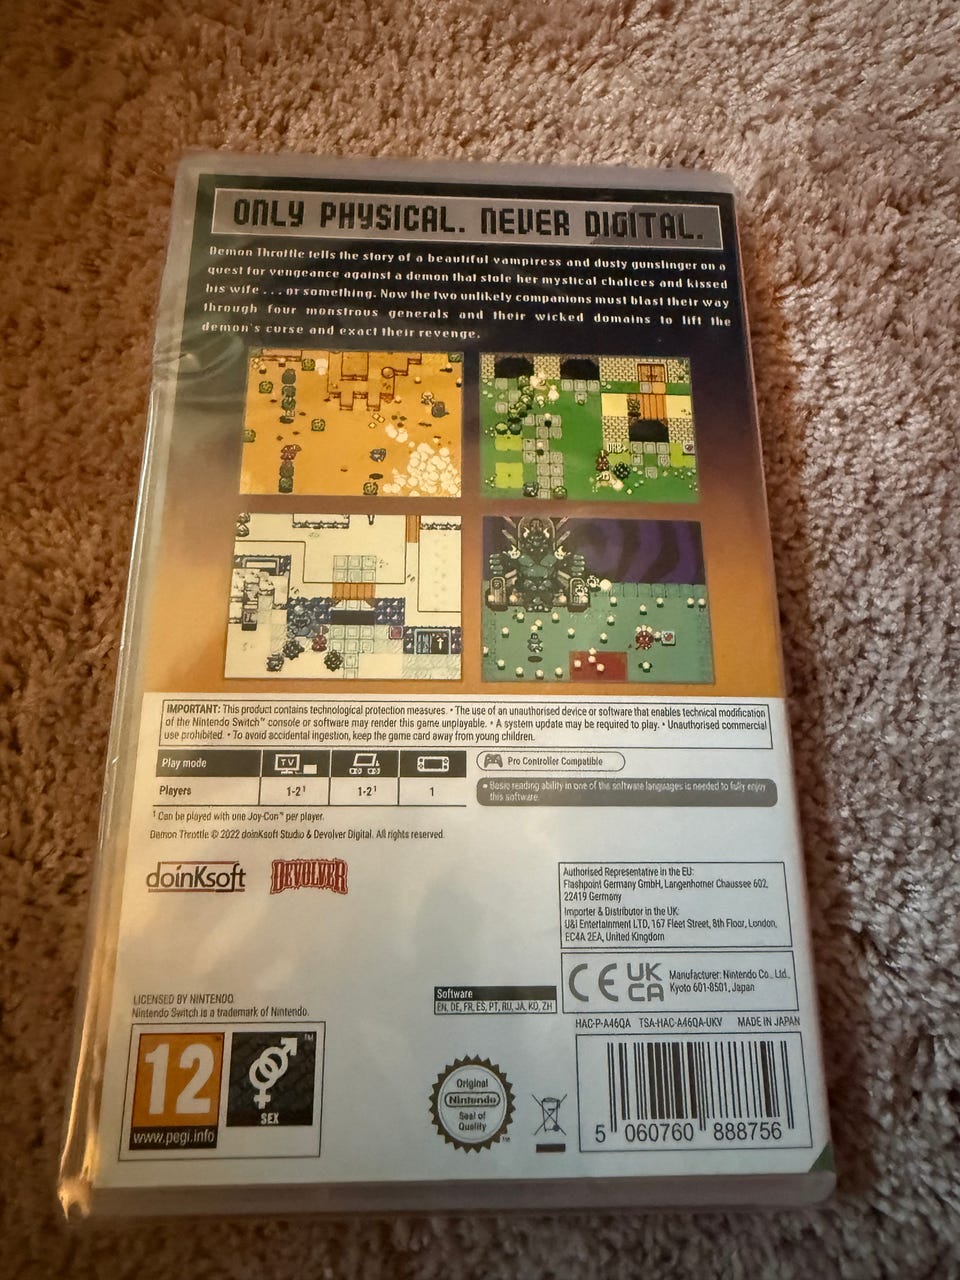 ONLY PHYSICAL. NEVER DIGITAL.
Demon Throttle tells the story of a beautiful vampiress and dusty gunslinger on a
quest for vengeance against a demon that stole her mystical chalices and kissed
his wife ... or something. Now the two unlikely companions must blast their way
through four monstrous generals and their wicked domains to lift the
demon's curse and exact their revenge.
ORB+
IMPORTANT: This product contains technological protection measures. • The use of an unauthorised device or software that enables technical modification
of the Nintendo Switch™ console or software may render this game unplayable. • A system update may be required to play. • Unauthorised commercial
use prohibited. • To avoid accidental ingestion, keep the game card away from young children.
Play mode
TV
Players
1-2¹
1-2¹
1
Pro Controller Compatible
• Basic reading ability in one of the software languages is needed to fully enjoy
this software.
¹ Can be played with one Joy-Con™ per player.
Demon Throttle © 2022 doinKsoft Studio & Devolver Digital. All rights reserved.
doinKsoft
DEVOLVER
Authorised Representative in the EU:
Flashpoint Germany GmbH, Langenhorner Chaussee 602,
22419 Germany
Importer & Distributor in the UK:
U&I Entertainment LTD, 167 Fleet Street, 8th Floor, London,
EC4A 2EA, United Kingdom
CE UK
CA
Manufacturer: Nintendo Co., Ltd.,
Kyoto 601-8501, Japan
LICENSED BY NINTENDO.
Nintendo Switch is a trademark of Nintendo.
Software
EN, DE, FR, ES, PT, RU, JA, KO, ZH
HAC-P-A46QA TSA-HAC-A46QA-UKV MADE IN JAPAN
12
www.pegi.info
SEX
™
Original
Nintendo
Seal of
Quality
™
5 060760 888756